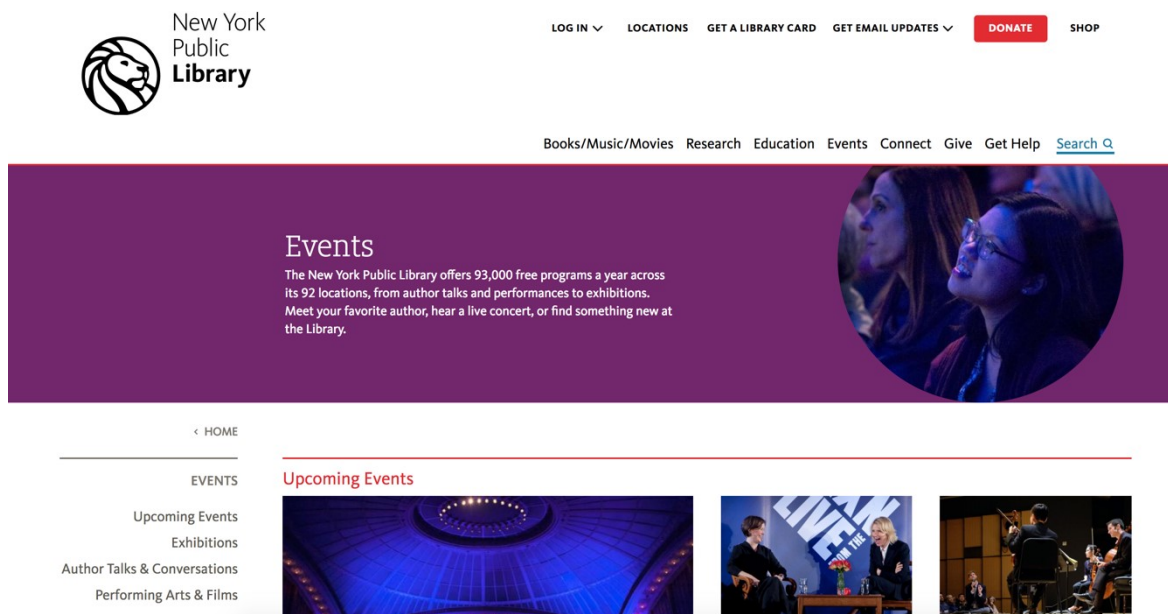 New York
Public
Library
LOG IN
LOCATIONS
GET A LIBRARY CARD
GET EMAIL UPDATES
DONATE
SHOP
Books/Music/Movies
Research
Education
Events
Connect
Give
Get Help
Search
Events
The New York Public Library offers 93,000 free programs a year across
its 92 locations, from author talks and performances to exhibitions.
Meet your favorite author, hear a live concert, or find something new at
the Library.
< HOME
EVENTS
Upcoming Events
Exhibitions
Author Talks & Conversations
Performing Arts & Films
Upcoming Events
LIVE
FROM THE